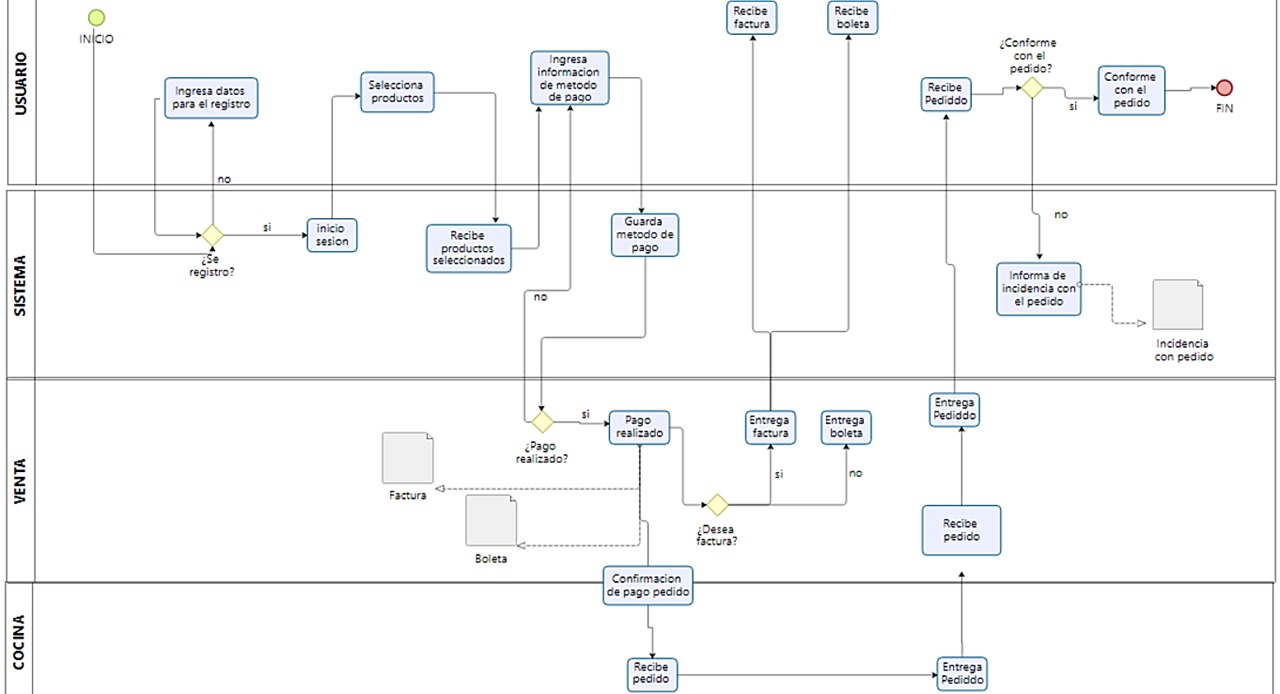 USUARIO
INICIO
Ingresa datos
para el registro
Selecciona
productos
Ingresa
informacion
de metodo
de pago
Recibe
factura
Recibe
boleta
Recibe
Pediddo
¿Conforme
con el
pedido?
si
Conforme
con el
pedido
FIN
no
SISTEMA
¿Se
registro?
si
inicio
sesion
Recibe
productos
seleccionados
Guarda
metodo de
pago
no
no
Informa de
incidencia con
el pedido
Incidencia
con pedido
VENTA
¿Pago
realizado?
si
Pago
realizado
Factura
Boleta
¿Desea
factura?
Entrega
factura
si
Entrega
boleta
no
Entrega
Pediddo
Recibe
pedido
Confirmacion
de pago pedido
COCINA
Recibe
pedido
Entrega
Pediddo